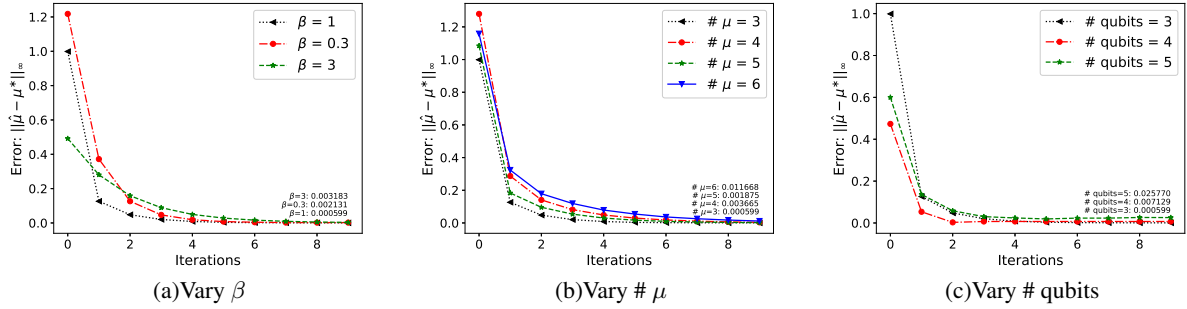 Error: ||μ̂ − μ*||∞
1.2
1.0
0.8
0.6
0.4
0.2
0.0
0 2 4 6 8
Iterations
β = 1
β = 0.3
β = 3
β=3: 0.003183
β=0.3: 0.002131
β=1: 0.000599
(a)Vary β
Error: ||μ̂ − μ*||∞
1.2
1.0
0.8
0.6
0.4
0.2
0.0
0 2 4 6 8
Iterations
# μ = 3
# μ = 4
# μ = 5
# μ = 6
# μ=6: 0.011668
# μ=5: 0.001875
# μ=4: 0.003665
# μ=3: 0.000599
(b)Vary # μ
Error: ||μ̂ − μ*||∞
1.0
0.8
0.6
0.4
0.2
0.0
0 2 4 6 8
Iterations
# qubits = 3
# qubits = 4
# qubits = 5
# qubits=5: 0.025770
# qubits=4: 0.007129
# qubits=3: 0.000599
(c)Vary # qubits